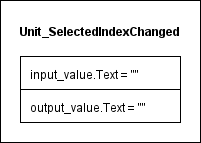 Unit_SelectedIndexChanged
input_value.Text = ""
output_value.Text = ""